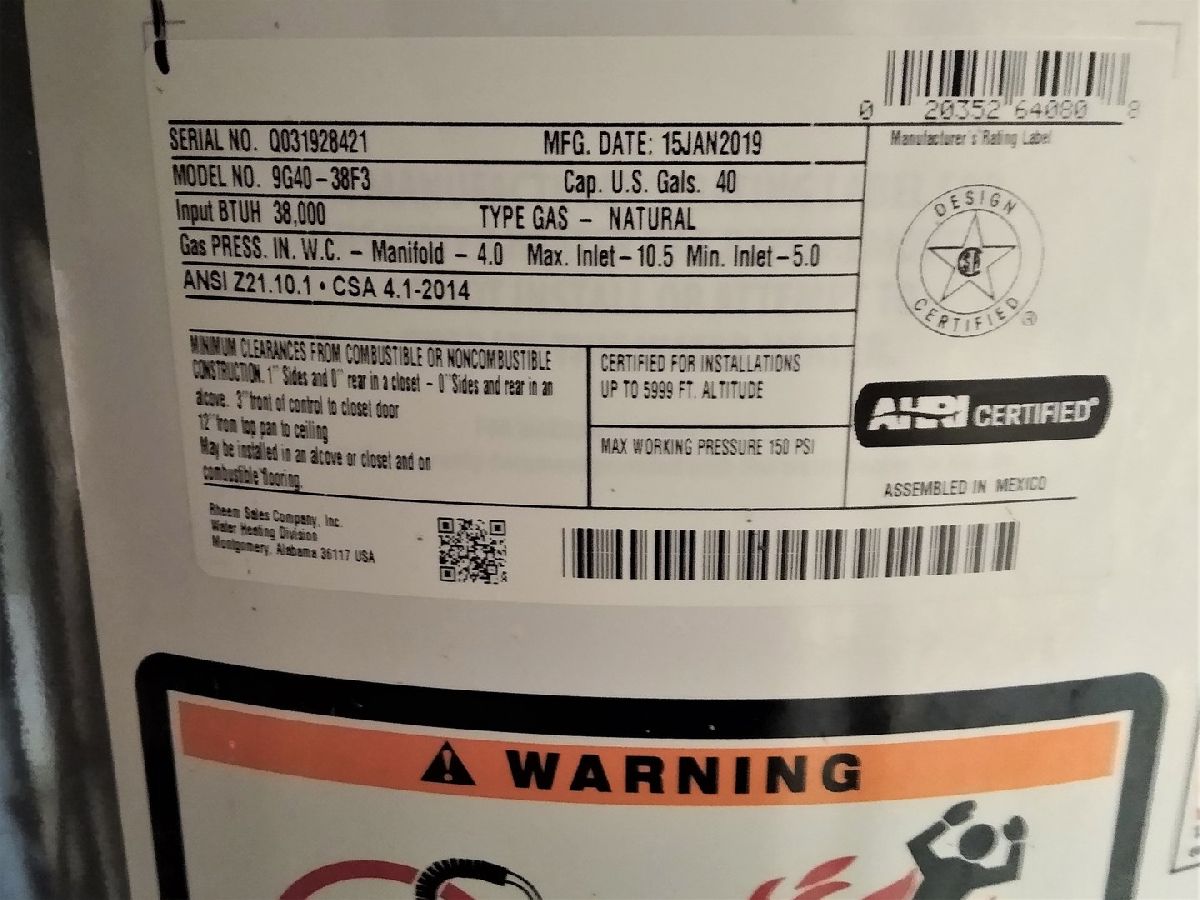 0 20352 64080 8
Manufacturer's Rating Label
SERIAL NO. Q031928421 MFG. DATE: 15JAN2019
MODEL NO. 9G40-38F3 Cap. U.S. Gals. 40
Input BTUH 38,000 TYPE GAS - NATURAL
Gas PRESS. IN. W.C. - Manifold - 4.0 Max. Inlet-10.5 Min. Inlet-5.0
ANSI Z21.10.1 • CSA 4.1-2014
DESIGN
CERTIFIED ®
MINIMUM CLEARANCES FROM COMBUSTIBLE OR NONCOMBUSTIBLE
CONSTRUCTION. 1" Sides and 0" rear in a closet - 0" Sides and rear in an
alcove. 3" front of control to closet door
12" from top pan to ceiling
May be installed in an alcove or closet and on
combustible flooring.
CERTIFIED FOR INSTALLATIONS
UP TO 5999 FT. ALTITUDE
MAX WORKING PRESSURE 150 PSI
AHRI CERTIFIED®
ASSEMBLED IN MEXICO
Rheem Sales Company, Inc.
Water Heating Division
Montgomery, Alabama 36117 USA
WARNING